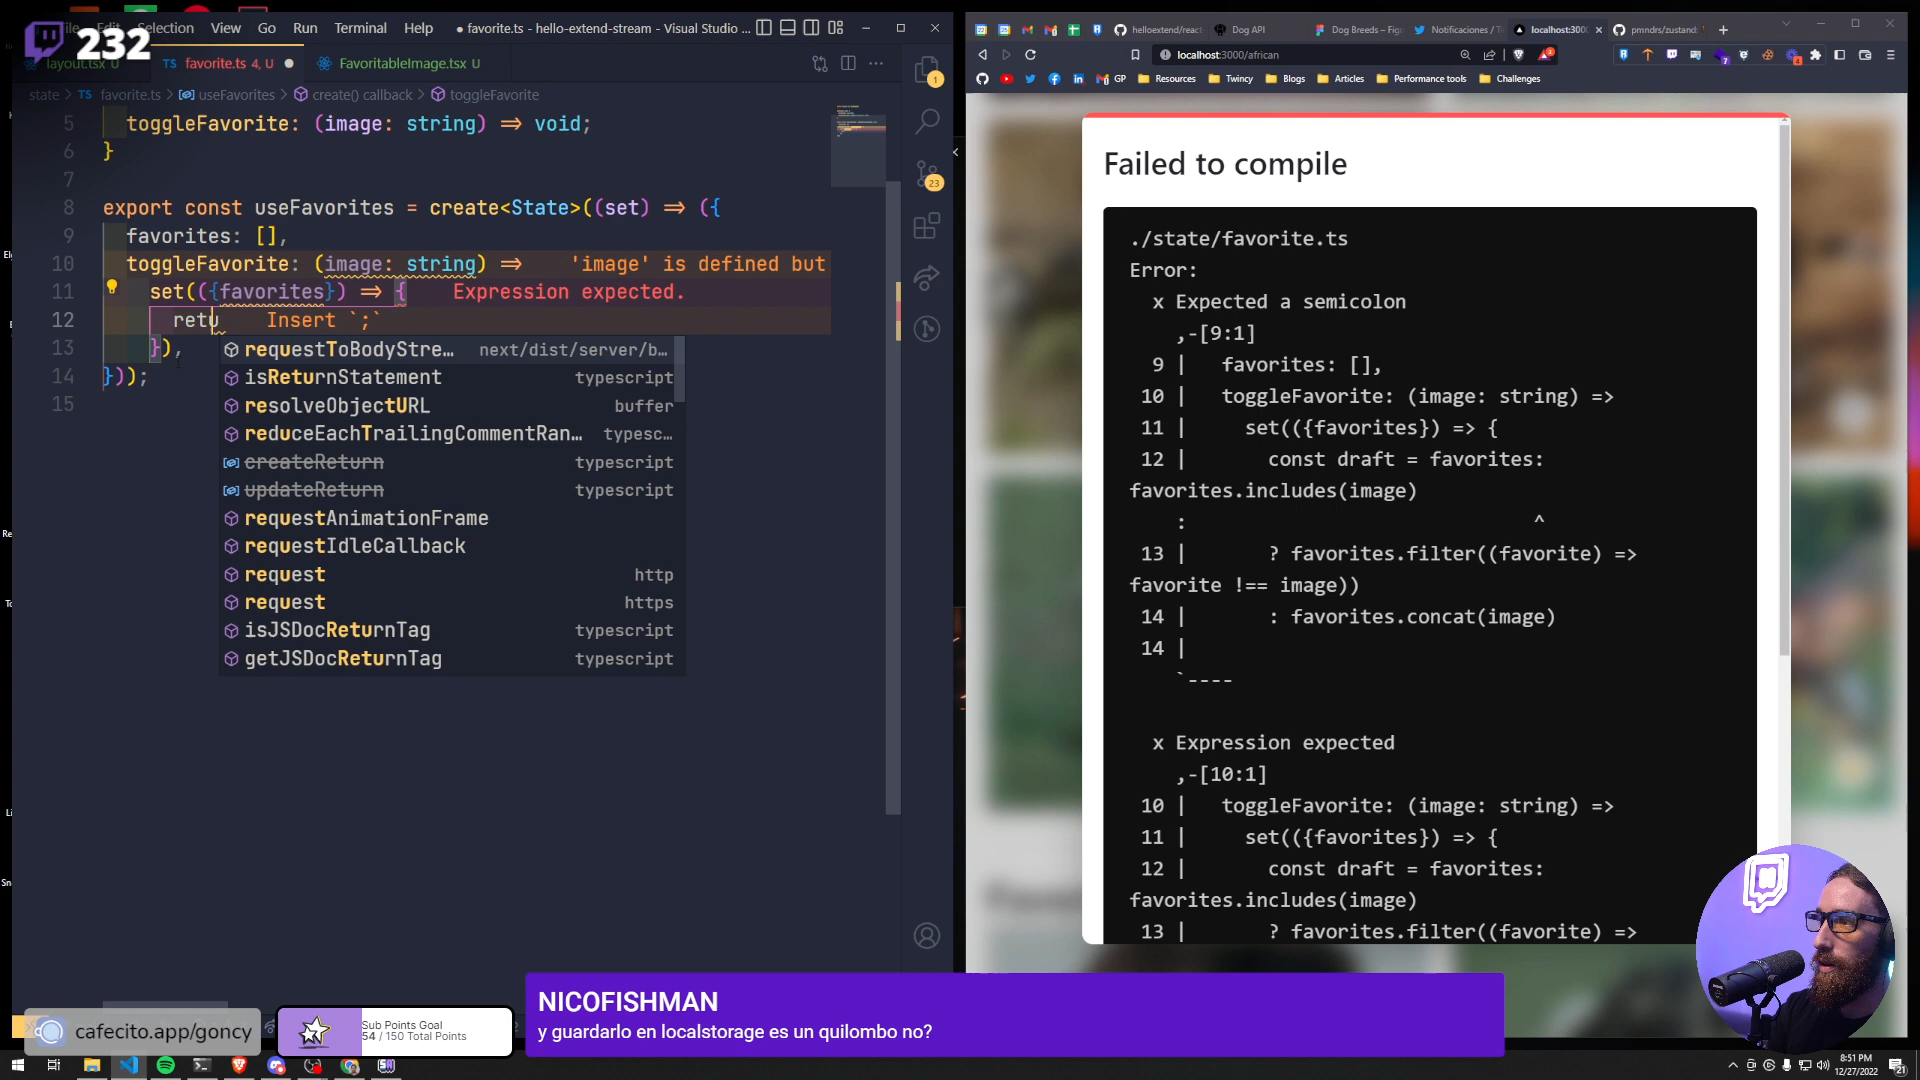 232
File Edit Selection View Go Run Terminal Help
favorite.ts - hello-extend-stream - Visual Studio ...
layout.tsx U
TS favorite.ts 4, U
FavoritableImage.tsx U
state > TS favorite.ts > useFavorites > create() callback > toggleFavorite
5 toggleFavorite: (image: string) => void;
6 }
7
8 export const useFavorites = create<State>((set) => ({
9 favorites: [],
10 toggleFavorite: (image: string) => 'image' is defined but
11 set(({favorites}) => { Expression expected.
12 retu Insert `;`
13 }),
14 }));
15
requestToBodyStre... next/dist/server/b...
isReturnStatement typescript
resolveObjectURL buffer
reduceEachTrailingCommentRan... typesc...
createReturn typescript
updateReturn typescript
requestAnimationFrame
requestIdleCallback
request http
request https
isJSDocReturnTag typescript
getJSDocReturnTag typescript
1
23
helloextend/react
Dog API
Dog Breeds – Fig
Notificaciones / T
localhost:3000
pmndrs/zustand:
localhost:3000/african
GP
Resources
Twincy
Blogs
Articles
Performance tools
Challenges
Failed to compile
./state/favorite.ts
Error:
x Expected a semicolon
,-[9:1]
9 | favorites: [],
10 | toggleFavorite: (image: string) =>
11 | set(({favorites}) => {
12 | const draft = favorites:
favorites.includes(image)
: ^
13 | ? favorites.filter((favorite) =>
favorite !== image))
14 | : favorites.concat(image)
14 |
`----
x Expression expected
,-[10:1]
10 | toggleFavorite: (image: string) =>
11 | set(({favorites}) => {
12 | const draft = favorites:
favorites.includes(image)
13 | ? favorites.filter((favorite) =>
NICOFISHMAN
y guardarlo en localstorage es un quilombo no?
cafecito.app/goncy
Sub Points Goal
54 / 150 Total Points
8:51 PM
12/27/2022
21